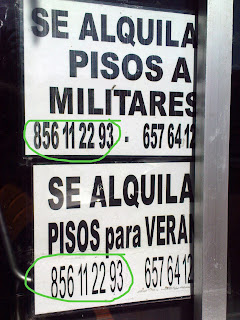 SE ALQUILA
PISOS A
MILITARES
856 11 22 93 - 657 64 12
SE ALQUILA
PISOS para VERA
856 11 22 93 657 64 12